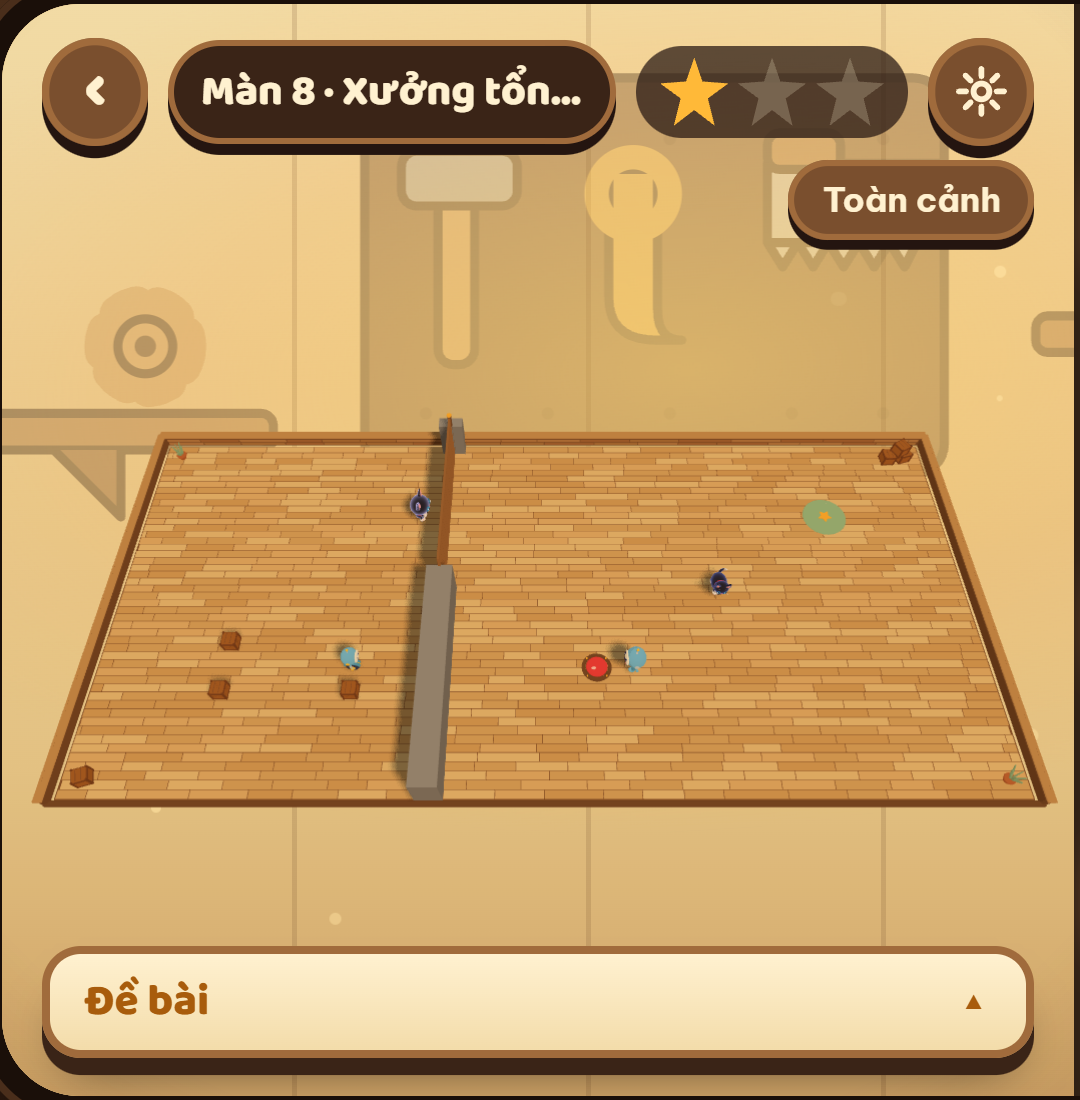 Màn 8 • Xưởng tổn...
Toàn cảnh
Đề bài